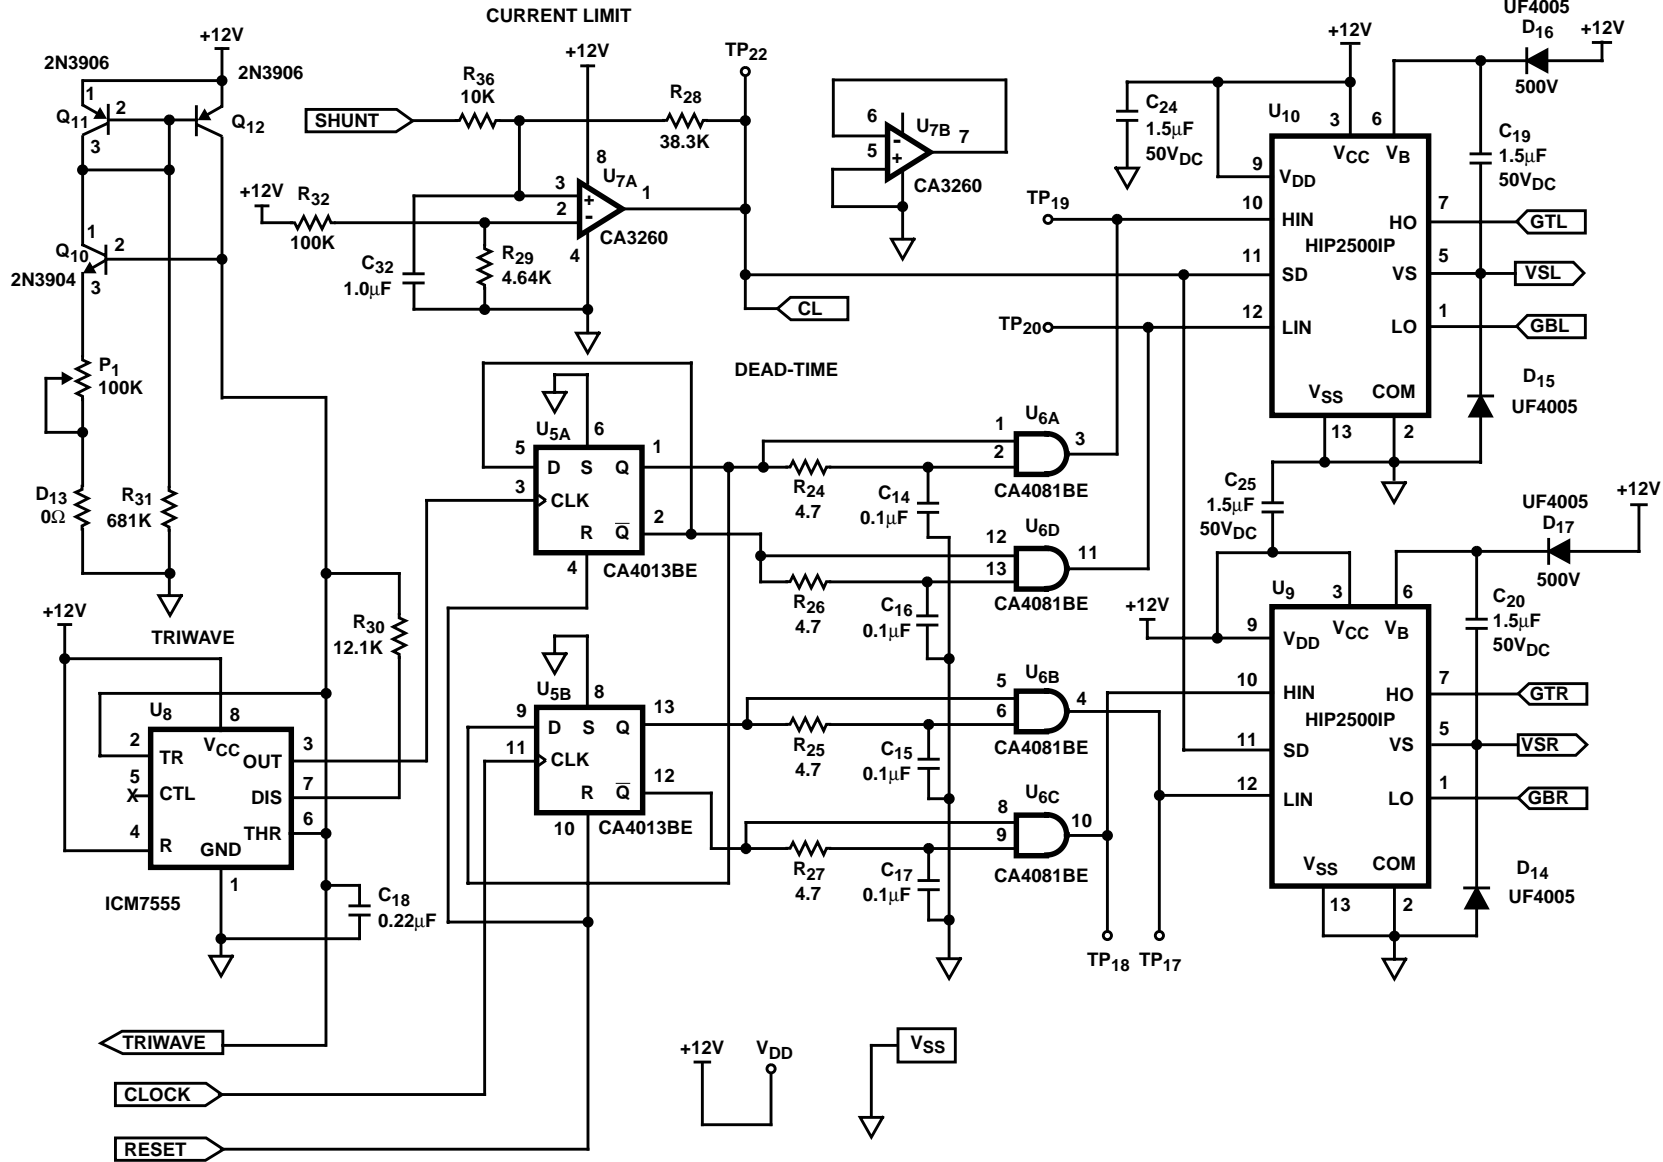 CURRENT LIMIT
UF4005
D16
+12V
500V
+12V
2N3906
2N3906
Q11
1
2
3
Q12
+12V
R36
10K
SHUNT
TP22
R28
38.3K
8
U7A
3
2
1
+
-
CA3260
4
+12V
R32
100K
R29
4.64K
C32
1.0µF
CL
6
5
U7B
7
-
+
CA3260
+12V
C24
1.5µF
50VDC
U10
3
6
VCC
VB
9
VDD
C19
1.5µF
50VDC
TP19
10
HIN
HO
7
GTL
HIP2500IP
11
SD
VS
5
VSL
TP20
12
LIN
LO
1
GBL
VSS
COM
13
2
D15
UF4005
Q10
1
2
3
2N3904
P1
100K
D13
0Ω
R31
681K
TRIWAVE
R30
12.1K
+12V
U8
8
VCC
2
TR
OUT
3
5
X
CTL
DIS
7
4
R
THR
6
GND
1
ICM7555
C18
0.22µF
DEAD-TIME
U5A
6
5
D
S
Q
1
3
CLK
R
Q
2
4
CA4013BE
U5B
8
9
D
S
Q
13
11
CLK
R
Q
12
10
CA4013BE
R24
4.7
C14
0.1µF
1
2
U6A
3
CA4081BE
R26
4.7
C16
0.1µF
12
13
U6D
11
CA4081BE
R25
4.7
C15
0.1µF
5
6
U6B
4
CA4081BE
R27
4.7
C17
0.1µF
8
9
U6C
10
CA4081BE
TP18
TP17
C25
1.5µF
50VDC
UF4005
D17
500V
+12V
U9
+12V
3
6
VCC
VB
9
VDD
C20
1.5µF
50VDC
10
HIN
HO
7
GTR
HIP2500IP
11
SD
VS
5
VSR
12
LIN
LO
1
GBR
VSS
COM
13
2
D14
UF4005
TRIWAVE
CLOCK
RESET
+12V
VDD
VSS